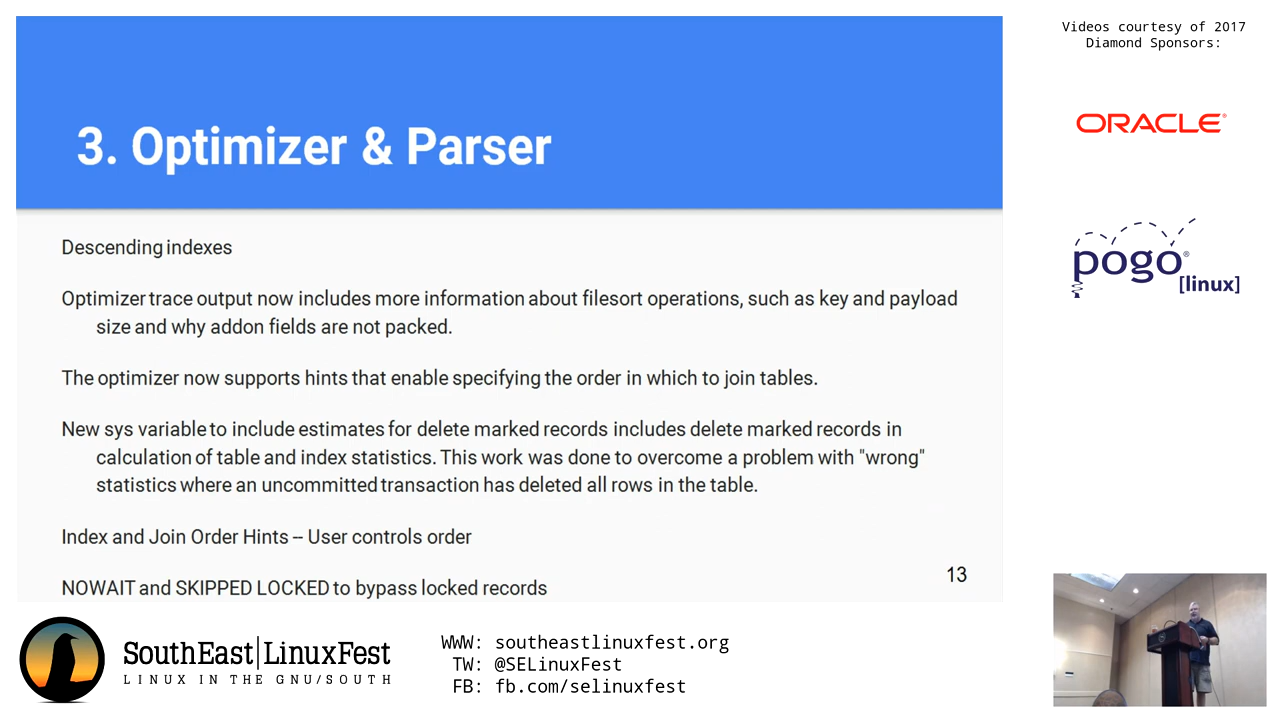 3. Optimizer & Parser
Descending indexes
Optimizer trace output now includes more information about filesort operations, such as key and payload
size and why addon fields are not packed.
The optimizer now supports hints that enable specifying the order in which to join tables.
New sys variable to include estimates for delete marked records includes delete marked records in
calculation of table and index statistics. This work was done to overcome a problem with "wrong"
statistics where an uncommitted transaction has deleted all rows in the table.
Index and Join Order Hints -- User controls order
NOWAIT and SKIPPED LOCKED to bypass locked records
13
Videos courtesy of 2017
Diamond Sponsors:
ORACLE®
pogo®
[linux]
SouthEast|LinuxFest
LINUX IN THE GNU/SOUTH
WWW: southeastlinuxfest.org
TW: @SELinuxFest
FB: fb.com/selinuxfest